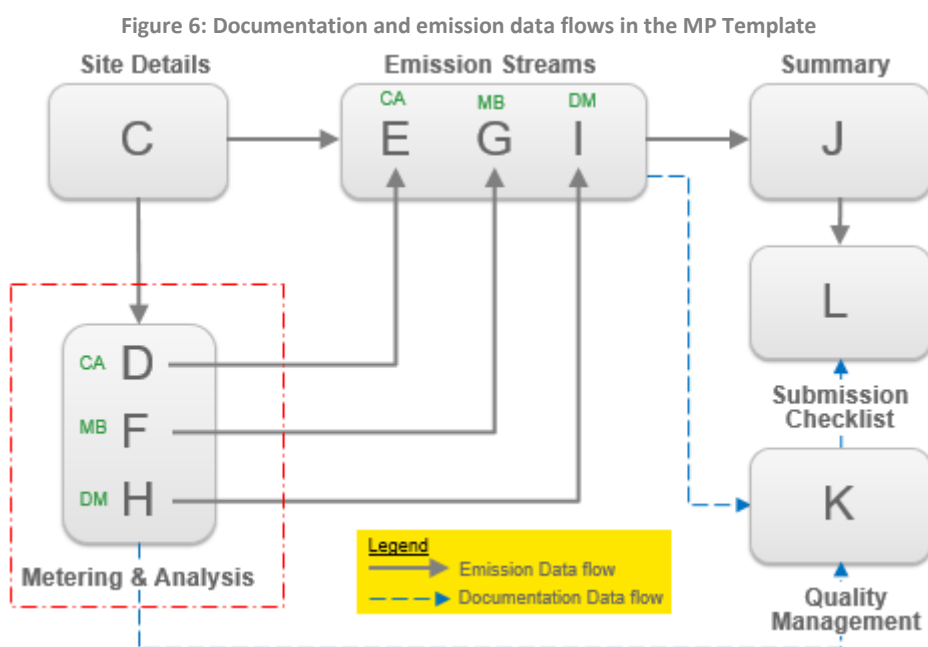 Figure 6: Documentation and emission data flows in the MP Template
Site Details
Emission Streams
Summary
C
CA MB DM
E G I
J
CA D
MB F
DM H
Metering & Analysis
L
Submission
Checklist
K
Quality
Management
Legend
Emission Data flow
Documentation Data flow